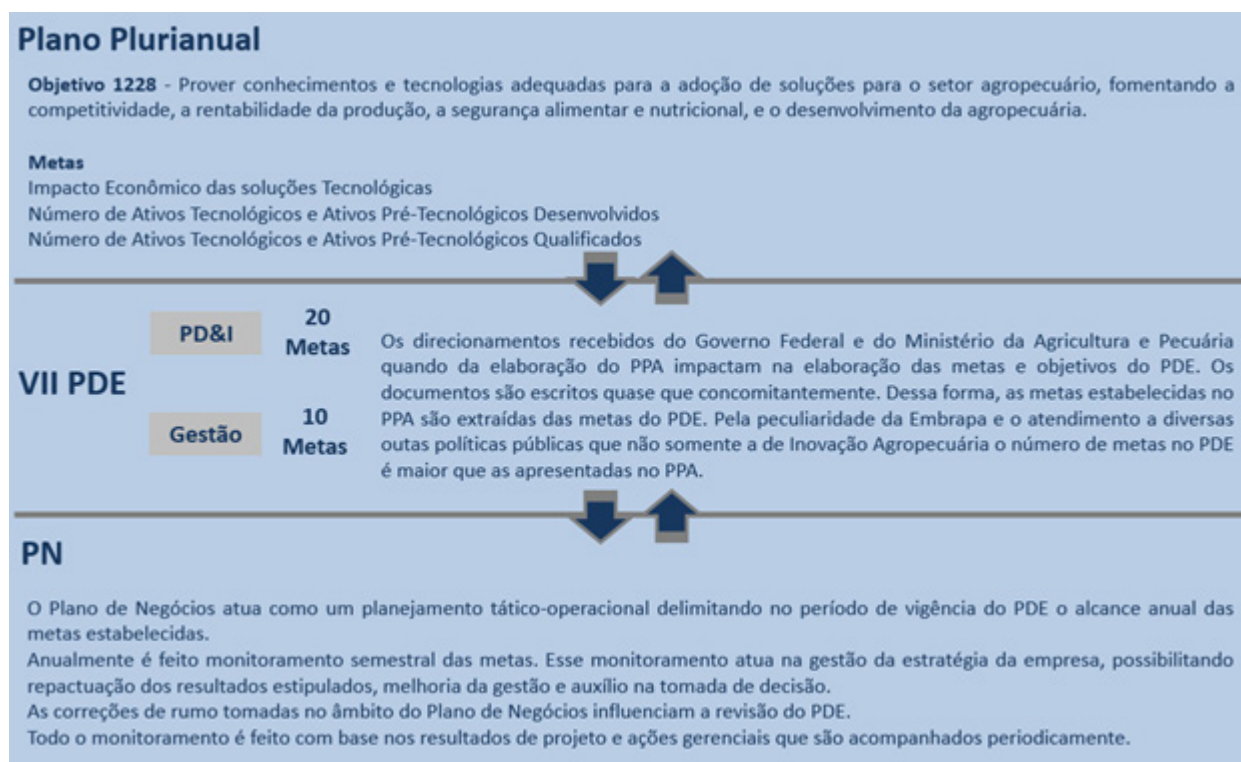 Plano Plurianual
Objetivo 1228 - Prover conhecimentos e tecnologias adequadas para a adoção de soluções para o setor agropecuário, fomentando a
competitividade, a rentabilidade da produção, a segurança alimentar e nutricional, e o desenvolvimento da agropecuária.
Metas
Impacto Econômico das soluções Tecnológicas
Número de Ativos Tecnológicos e Ativos Pré-Tecnológicos Desenvolvidos
Número de Ativos Tecnológicos e Ativos Pré-Tecnológicos Qualificados
VII PDE
PD&I
20
Metas
Gestão
10
Metas
Os direcionamentos recebidos do Governo Federal e do Ministério da Agricultura e Pecuária
quando da elaboração do PPA impactam na elaboração das metas e objetivos do PDE. Os
documentos são escritos quase que concomitantemente. Dessa forma, as metas estabelecidas no
PPA são extraídas das metas do PDE. Pela peculiaridade da Embrapa e o atendimento a diversas
outas políticas públicas que não somente a de Inovação Agropecuária o número de metas no PDE
é maior que as apresentadas no PPA.
PN
O Plano de Negócios atua como um planejamento tático-operacional delimitando no período de vigência do PDE o alcance anual das
metas estabelecidas.
Anualmente é feito monitoramento semestral das metas. Esse monitoramento atua na gestão da estratégia da empresa, possibilitando
repactuação dos resultados estipulados, melhoria da gestão e auxílio na tomada de decisão.
As correções de rumo tomadas no âmbito do Plano de Negócios influenciam a revisão do PDE.
Todo o monitoramento é feito com base nos resultados de projeto e ações gerenciais que são acompanhados periodicamente.